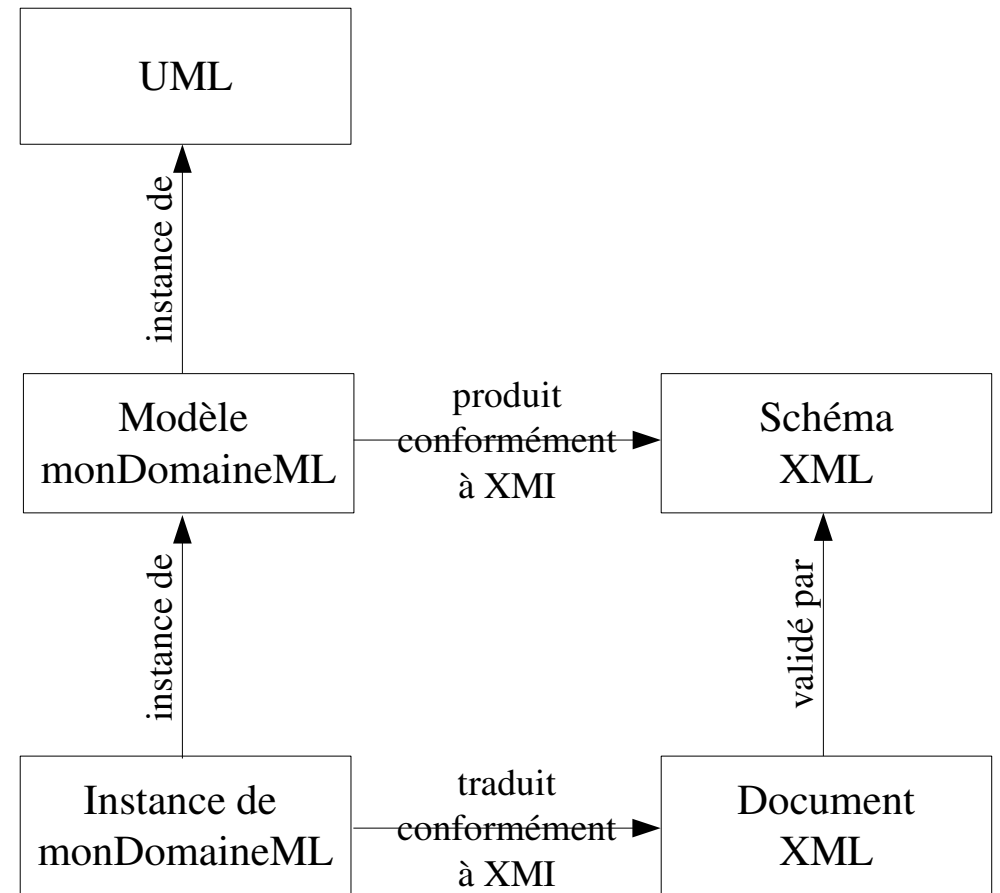 UML
instance de
Modèle
monDomaineML
produit
conformément
à XMI
Schéma
XML
instance de
validé par
Instance de
monDomaineML
traduit
conformément
à XMI
Document
XML